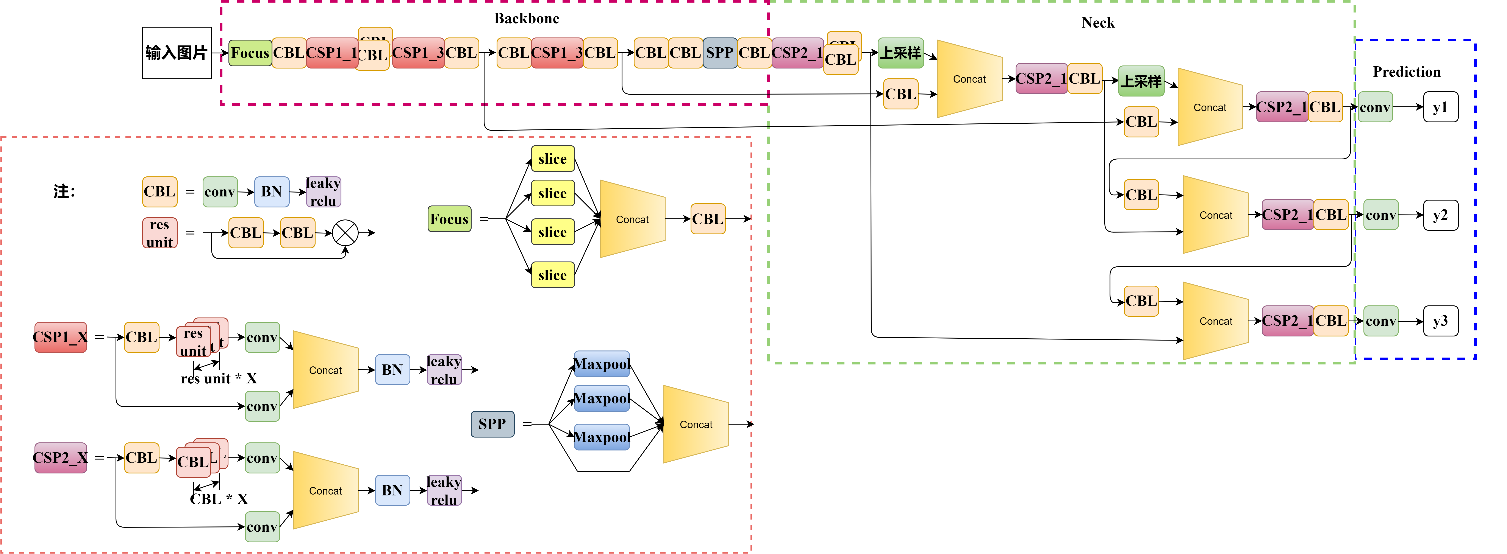 Backbone
Neck
输入图片
Focus
CBL
CSP1_1
CBL
CBL
CSP1_3
CBL
CBL
CSP1_3
CBL
CBL
CBL
SPP
CBL
CSP2_1
CBL
CBL
上采样
CBL
Concat
CSP2_1
CBL
上采样
CBL
Concat
CSP2_1
CBL
Prediction
conv
y1
CBL
Concat
CSP2_1
CBL
conv
y2
CBL
Concat
CSP2_1
CBL
conv
y3
注：
CBL
=
conv
BN
leaky
relu
res
unit
=
CBL
CBL
Focus
=
slice
slice
slice
slice
Concat
CBL
CSP1_X
=
CBL
res
unit
conv
res unit * X
conv
Concat
BN
leaky
relu
SPP
=
Maxpool
Maxpool
Maxpool
Concat
CSP2_X
=
CBL
CBL
conv
CBL * X
conv
Concat
BN
leaky
relu